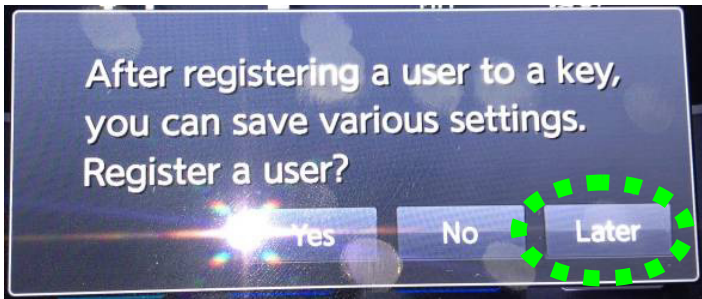 After registering a user to a key,
you can save various settings.
Register a user?
Yes No Later